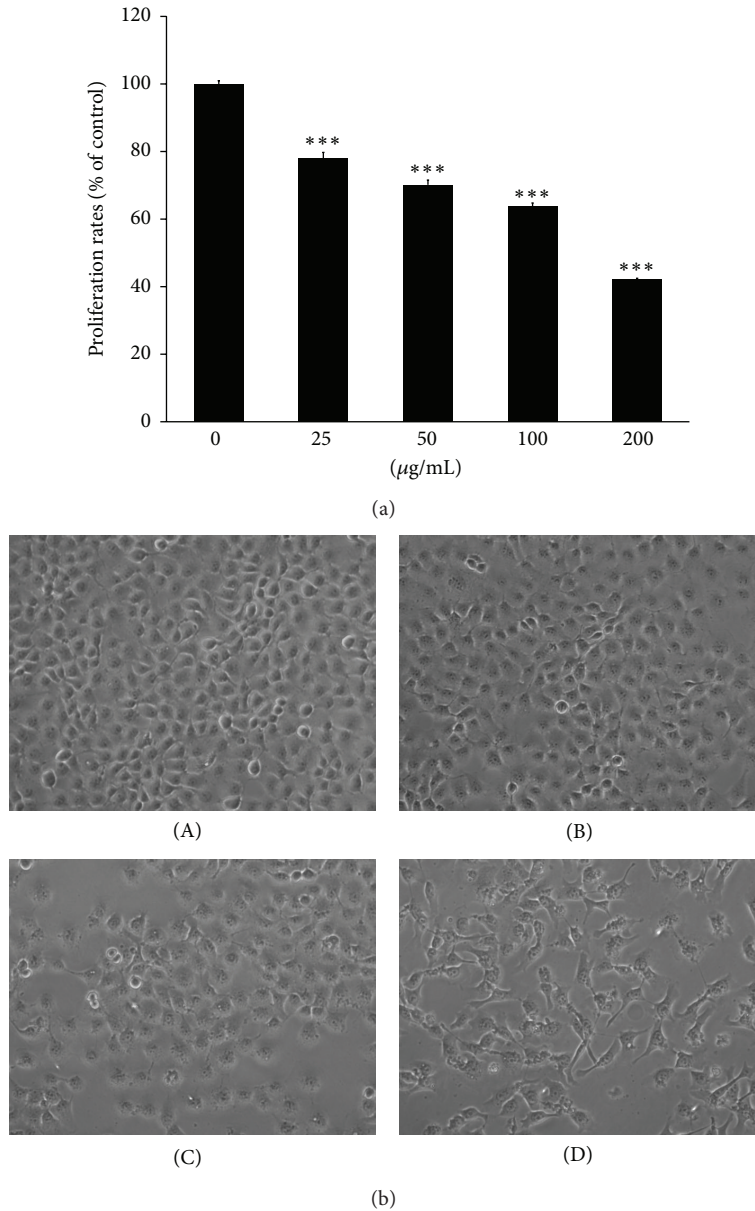 120
100
80
60
40
20
0
Proliferation rates (% of control)
***
***
***
***
0 25 50 100 200
(μg/mL)
(a)
(A) (B)
(C) (D)
(b)